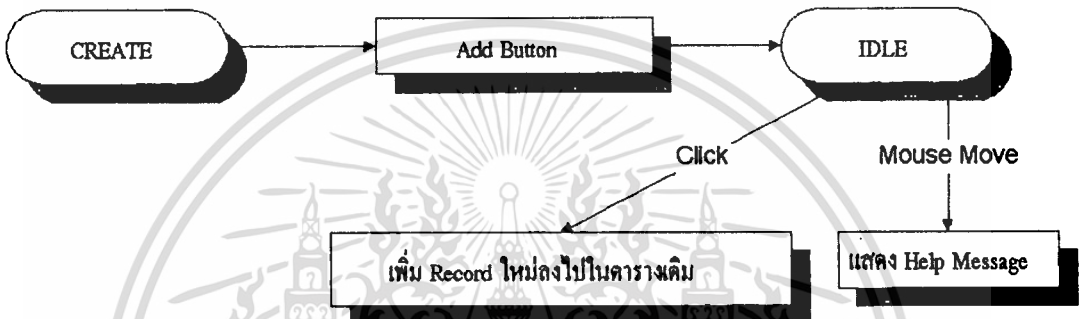 CREATE
Add Button
IDLE
Click
Mouse Move
เพิ่ม Record ใหม่ลงไปในตารางเดิม
แสดง Help Message